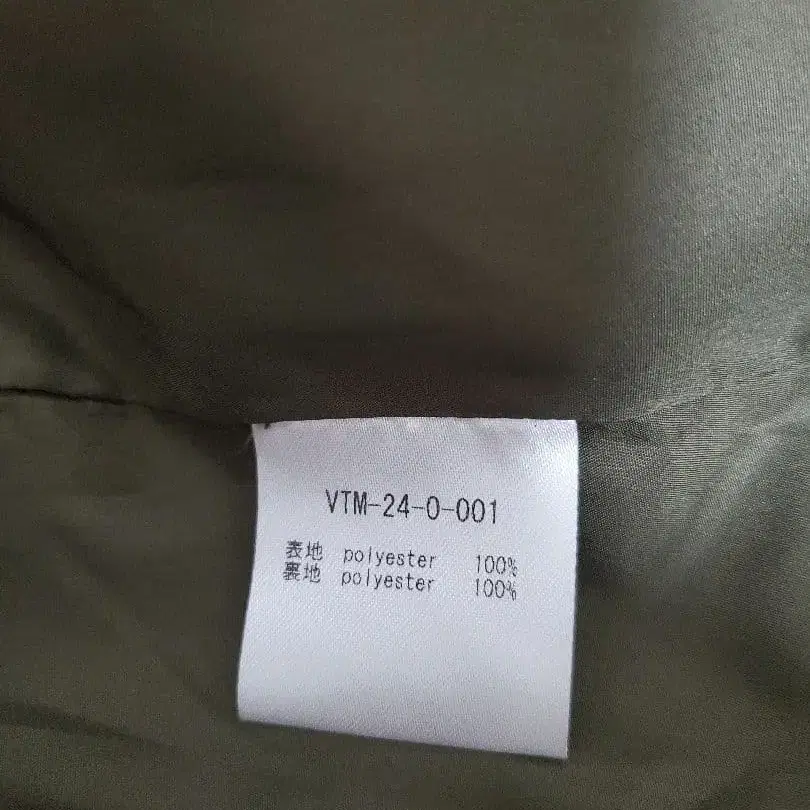 VTM-24-0-001
表地 polyester 100%
裏地 polyester 100%